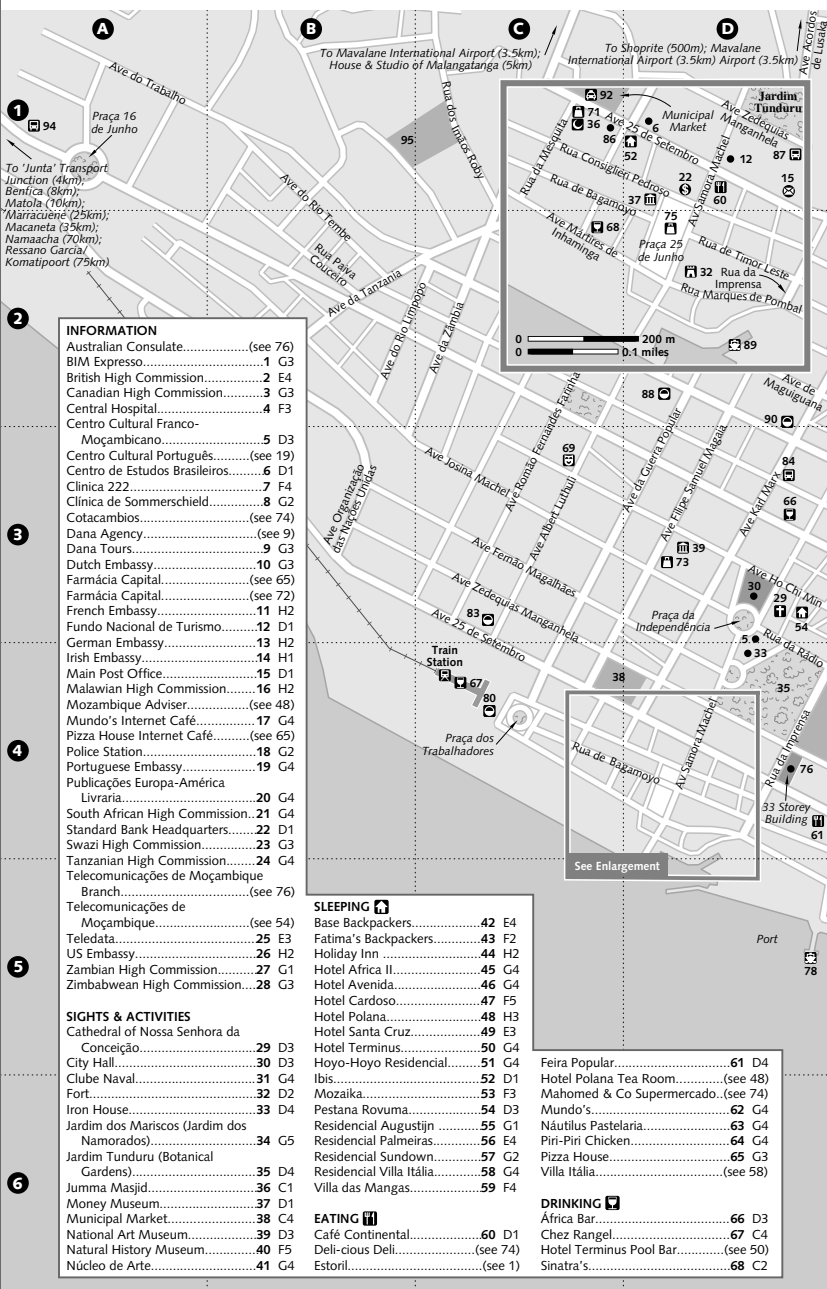 A
B
C
D
To Mavalane International Airport (3.5km);
House & Studio of Malangatanga (5km)
To Shoprite (500m); Mavalane
International Airport (3.5km) Airport (3.5km)
Ave Acordos
de Lusaka
Ave do Trabalho
1
94
Praça 16
de Junho
To 'Junta' Transport
Junction (4km);
Benfica (8km);
Matola (10km);
Marracuene (25km);
Macaneta (35km);
Namaacha (70km);
Ressano García/
Komatipoort (75km)
95
Rua dos Imãos Roby
Ave do Rio Tembe
Rua Paiva
Couceiro
Ave da Tanzania
Ave do Rio Limpopo
Ave da Zâmbia
92
Municipal
Market
Jardim
Tunduru
71
36
86
6
52
Ave 25 de Setembro
Ave Zedequias
Manganhela
12
87
15
22
60
Rua da Mesquita
Rua Consiglieri Pedroso
Rua de Bagamoyo
37
Av Samora Machel
75
68
Ave Mártires de
Inhaminga
Praça 25
de Junho
Rua de Timor Leste
32
Rua da
Imprensa
Rua Marques de Pombal
0 200 m
0 0.1 miles
89
2
88
Ave de
Maguiguana
90
Ave Romão Fernandes Farinha
69
Ave da Guerra Popular
Ave Filipe Samuel Magaia
84
66
Ave Karl Marx
Ave Josina Machel
Ave Albert Luthuli
Ave Organização
das Nações Unidas
3
Ave Fernão Magalhães
39
73
Ave Ho Chi Min
30
29
54
Ave Zedequias Manganhela
83
Ave 25 de Setembro
Praça da
Independência
5
33
Rua da Rádio
Train
Station
67
80
38
35
Praça dos
Trabalhadores
4
Rua de Bagamoyo
Av Samora Machel
Rua da Imprensa
76
33 Storey
Building
61
See Enlargement
Port
78
5
6
INFORMATION
Australian Consulate.....................(see 76)
BIM Expresso...................................1 G3
British High Commission..................2 E4
Canadian High Commission.............3 G3
Central Hospital...............................4 F3
Centro Cultural Franco-
Moçambicano..............................5 D3
Centro Cultural Português............(see 19)
Centro de Estudos Brasileiros..........6 D1
Clinica 222......................................7 F4
Clínica de Sommerschield................8 G2
Cotacambios................................(see 74)
Dana Agency.................................(see 9)
Dana Tours......................................9 G3
Dutch Embassy..............................10 G3
Farmácia Capital..........................(see 65)
Farmácia Capital..........................(see 72)
French Embassy.............................11 H2
Fundo Nacional de Turismo...........12 D1
German Embassy...........................13 H2
Irish Embassy.................................14 H1
Main Post Office............................15 D1
Malawian High Commission...........16 H2
Mozambique Adviser....................(see 48)
Mundo's Internet Café...................17 G4
Pizza House Internet Café............(see 65)
Police Station.................................18 G2
Portuguese Embassy......................19 G4
Publicações Europa-América
Livraria.......................................20 G4
South African High Commission..21 G4
Standard Bank Headquarters.........22 D1
Swazi High Commission.................23 G3
Tanzanian High Commission..........24 G4
Telecomunicações de Moçambique
Branch.....................................(see 76)
Telecomunicações de
Moçambique............................(see 54)
Teledata.........................................25 E3
US Embassy...................................26 H2
Zambian High Commission............27 G1
Zimbabwean High Commission....28 G3
SIGHTS & ACTIVITIES
Cathedral of Nossa Senhora da
Conceição...................................29 D3
City Hall.........................................30 D3
Clube Naval...................................31 G4
Fort................................................32 D2
Iron House.....................................33 D4
Jardim dos Mariscos (Jardim dos
Namorados)................................34 G5
Jardim Tunduru (Botanical
Gardens).....................................35 D4
Jumma Masjid................................36 C1
Money Museum.............................37 D1
Municipal Market...........................38 C4
National Art Museum.....................39 D3
Natural History Museum................40 F5
Núcleo de Arte...............................41 G4
SLEEPING
Base Backpackers...........................42 E4
Fatima's Backpackers......................43 F2
Holiday Inn....................................44 H2
Hotel Africa II.................................45 G4
Hotel Avenida................................46 G4
Hotel Cardoso................................47 F5
Hotel Polana..................................48 H3
Hotel Santa Cruz............................49 E3
Hotel Terminus...............................50 G4
Hoyo-Hoyo Residencial..................51 G4
Ibis.................................................52 D1
Mozaika.........................................53 F3
Pestana Rovuma............................54 D3
Residencial Augustijn.....................55 G1
Residencial Palmeiras.....................56 E4
Residencial Sundown.....................57 G2
Residencial Villa Itália....................58 G4
Villa das Mangas............................59 F4
EATING
Café Continental............................60 D1
Deli-cious Deli.............................(see 74)
Estoril...........................................(see 1)
Feira Popular..................................61 D4
Hotel Polana Tea Room...............(see 48)
Mahomed & Co Supermercado..(see 74)
Mundo's.........................................62 G4
Náutilus Pastelaria.........................63 G4
Piri-Piri Chicken.............................64 G4
Pizza House...................................65 G3
Villa Itália.....................................(see 58)
DRINKING
África Bar.......................................66 D3
Chez Rangel...................................67 C4
Hotel Terminus Pool Bar..............(see 50)
Sinatra's.........................................68 C2